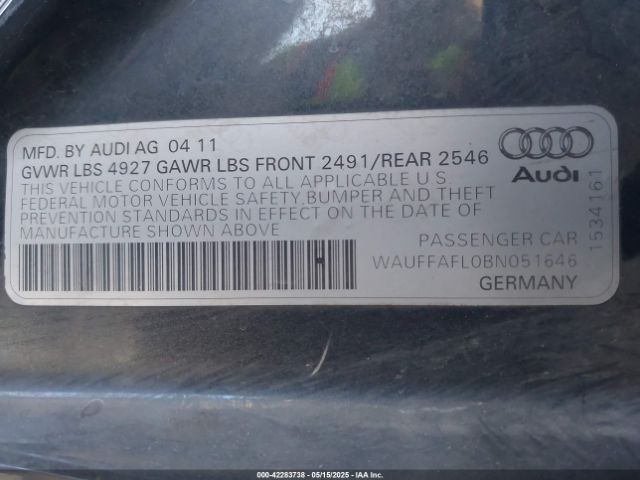 MFD. BY AUDI AG 04 11
GVWR LBS 4927 GAWR LBS FRONT 2491/REAR 2546
THIS VEHICLE CONFORMS TO ALL APPLICABLE U S
FEDERAL MOTOR VEHICLE SAFETY, BUMPER AND THEFT
PREVENTION STANDARDS IN EFFECT ON THE DATE OF
MANUFACTURE SHOWN ABOVE
Audi
1534161
PASSENGER CAR
WAUFFAFL0BN051646
GERMANY
000-42283738 - 05/15/2025 - IAAI.COM